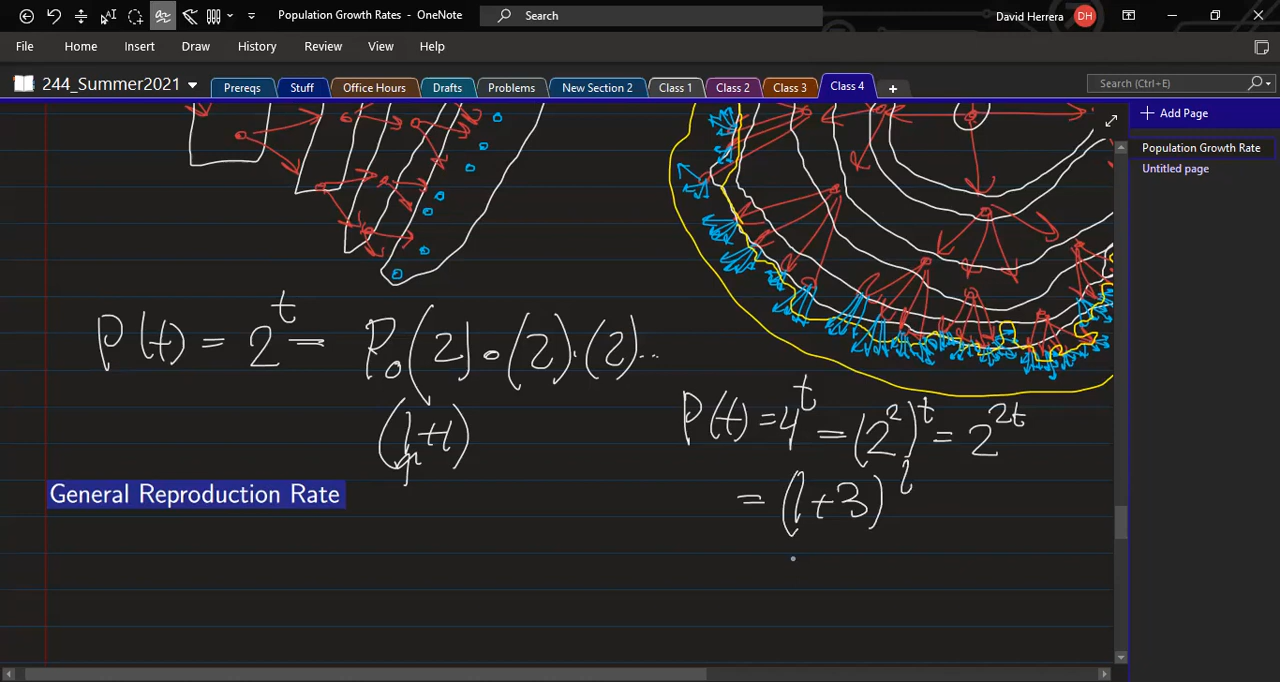 Population Growth Rates - OneNote
Search
David Herrera DH
File Home Insert Draw History Review View Help
244_Summer2021 Prereqs Stuff Office Hours Drafts Problems New Section 2 Class 1 Class 2 Class 3 Class 4 +
Search (Ctrl+E)
Add Page
Population Growth Rate
Untitled page
P(t) = 2^t = P₀(2)•(2)·(2)...
(1+1)
P(t) = 4^t = (2^2)^t = 2^{2t}
= (1+3)
General Reproduction Rate